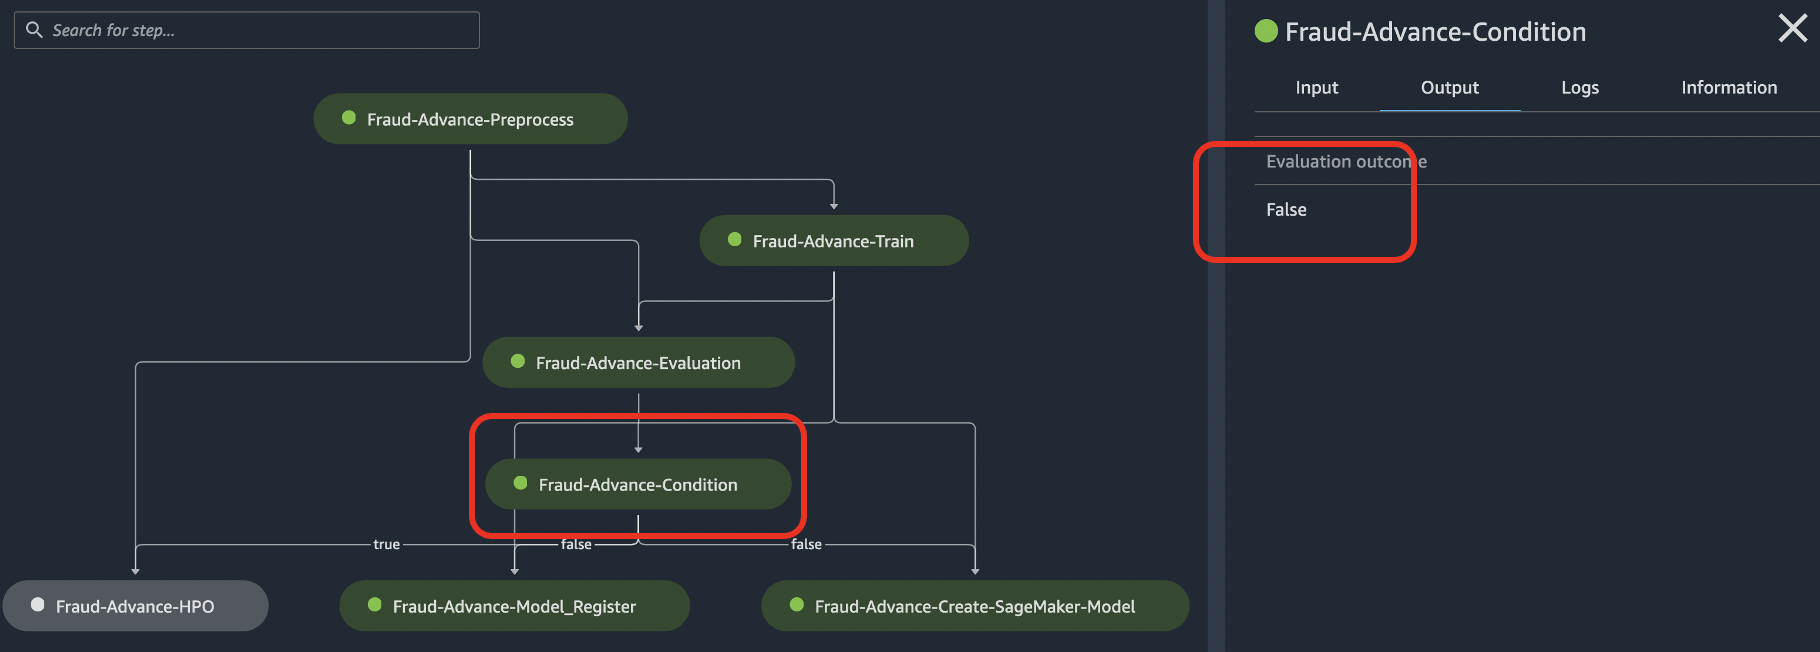 Search for step...
Fraud-Advance-Preprocess
Fraud-Advance-Train
Fraud-Advance-Evaluation
Fraud-Advance-Condition
true
false
false
Fraud-Advance-HPO
Fraud-Advance-Model_Register
Fraud-Advance-Create-SageMaker-Model
Fraud-Advance-Condition
Input Output Logs Information
Evaluation outcome
False